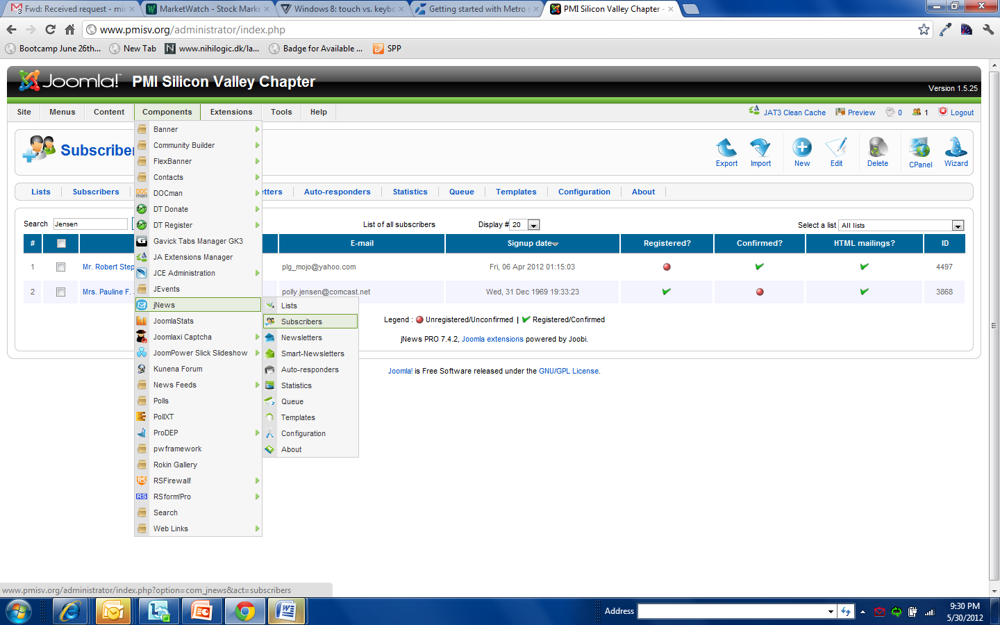 Fwd: Received request - mi
MarketWatch - Stock Marke
Windows 8: touch vs. keybo
Getting started with Metro s
PMI Silicon Valley Chapter -
www.pmisv.org/administrator/index.php
Bootcamp June 26th... New Tab www.nihilogic.dk/la... Badge for Available ... SPP
Joomla! PMI Silicon Valley Chapter
Version 1.5.25
Site Menus Content Components Extensions Tools Help JAT3 Clean Cache Preview 0 1 Logout
Subscriber
Export Import New Edit Delete CPanel Wizard
Lists Subscribers etters Auto-responders Statistics Queue Templates Configuration About
Search Jensen List of all subscribers Display # 20 Select a list All lists
# E-mail Signup date Registered? Confirmed? HTML mailings? ID
1 Mr. Robert Step plg_mojo@yahoo.com Fri, 06 Apr 2012 01:15:03 4497
2 Mrs. Pauline F. polly.jensen@comcast.net Wed, 31 Dec 1969 19:33:23 3868
Legend : Unregistered/Unconfirmed | Registered/Confirmed
jNews PRO 7.4.2, Joomla extensions powered by Joobi.
Joomla! is Free Software released under the GNU/GPL License.
Banner
Community Builder
FlexBanner
Contacts
DOCman
DT Donate
DT Register
Gavick Tabs Manager GK3
JA Extensions Manager
JCE Administration
JEvents
jNews
JoomlaStats
Joomlaxi Captcha
JoomPower Slick Slideshow
Kunena Forum
News Feeds
Polls
PollXT
ProDEP
pwframework
Rokin Gallery
RSFirewall!
RSform!Pro
Search
Web Links
Lists
Subscribers
Newsletters
Smart-Newsletters
Auto-responders
Statistics
Queue
Templates
Configuration
About
www.pmisv.org/administrator/index.php?option=com_jnews&act=subscribers
Address
9:30 PM
5/30/2012